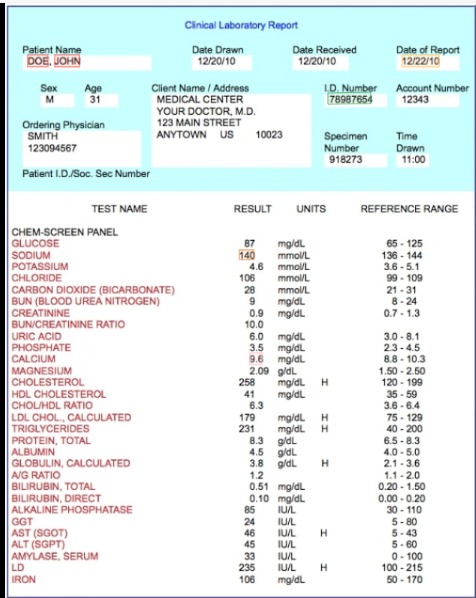 Clinical Laboratory Report
Patient Name Date Drawn Date Received Date of Report
DOE, JOHN 12/20/10 12/20/10 12/22/10
Sex Age Client Name / Address I.D. Number Account Number
M 31 MEDICAL CENTER 78987654 12343
YOUR DOCTOR, M.D.
Ordering Physician 123 MAIN STREET
SMITH ANYTOWN US 10023 Specimen Time
123094567 Number Drawn
918273 11:00
Patient I.D./Soc. Sec Number
TEST NAME RESULT UNITS REFERENCE RANGE
CHEM-SCREEN PANEL
GLUCOSE 87 mg/dL 65 - 125
SODIUM 140 mmol/L 136 - 144
POTASSIUM 4.6 mmol/L 3.6 - 5.1
CHLORIDE 106 mmol/L 99 - 109
CARBON DIOXIDE (BICARBONATE) 28 mmol/L 21 - 31
BUN (BLOOD UREA NITROGEN) 9 mg/dL 8 - 24
CREATININE 0.9 mg/dL 0.7 - 1.3
BUN/CREATININE RATIO 10.0
URIC ACID 6.0 mg/dL 3.0 - 8.1
PHOSPHATE 3.5 mg/dL 2.3 - 4.5
CALCIUM 9.6 mg/dL 8.8 - 10.3
MAGNESIUM 2.09 g/dL 1.50 - 2.50
CHOLESTEROL 258 mg/dL H 120 - 199
HDL CHOLESTEROL 41 mg/dL 35 - 59
CHOL/HDL RATIO 6.3 3.6 - 6.4
LDL CHOL., CALCULATED 179 mg/dL H 75 - 129
TRIGLYCERIDES 231 mg/dL H 40 - 200
PROTEIN, TOTAL 8.3 g/dL 6.5 - 8.3
ALBUMIN 4.5 g/dL 4.0 - 5.0
GLOBULIN, CALCULATED 3.8 g/dL H 2.1 - 3.6
A/G RATIO 1.2 1.1 - 2.0
BILIRUBIN, TOTAL 0.51 mg/dL 0.20 - 1.50
BILIRUBIN, DIRECT 0.10 mg/dL 0.00 - 0.20
ALKALINE PHOSPHATASE 85 IU/L 30 - 110
GGT 24 IU/L 5 - 80
AST (SGOT) 46 IU/L H 5 - 43
ALT (SGPT) 45 IU/L 5 - 60
AMYLASE, SERUM 33 IU/L 0 - 100
LD 235 IU/L H 100 - 215
IRON 106 mg/dL 50 - 170